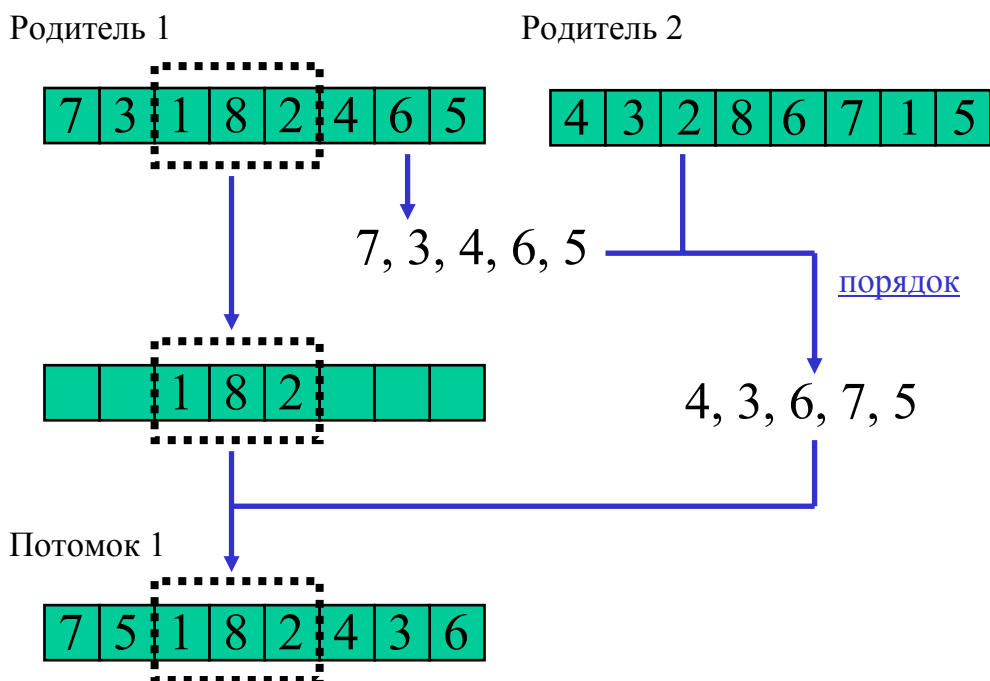 Родитель 1
Родитель 2
7 3 1 8 2 4 6 5
4 3 2 8 6 7 1 5
7, 3, 4, 6, 5
порядок
1 8 2
4, 3, 6, 7, 5
Потомок 1
7 5 1 8 2 4 3 6